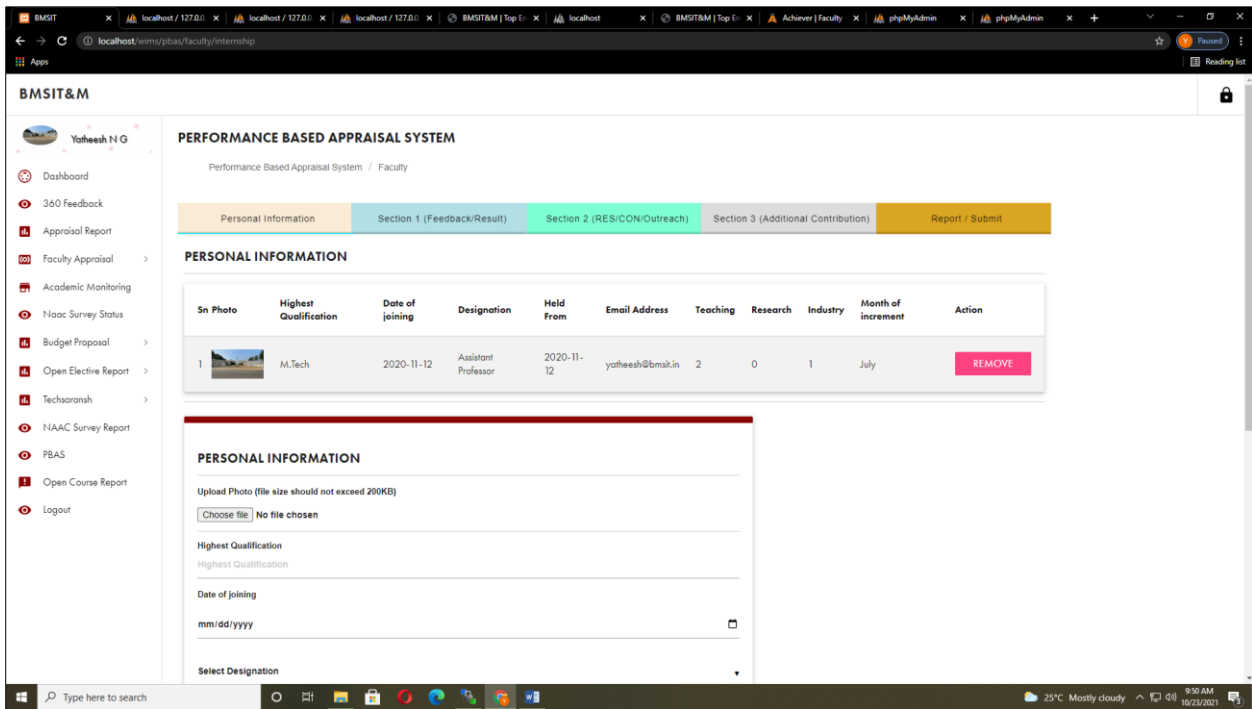 BMSIT
localhost / 127.0.0.
localhost / 127.0.0
localhost / 127.0.0
BMSIT&M | Top En
localhost
BMSIT&M | Top En
Achiever | Faculty
phpMyAdmin
phpMyAdmin
localhost/wims/pbas/faculty/internship
Y Paused
Apps
Reading list
BMSIT&M
Yatheesh N G
Dashboard
360 Feedback
Appraisal Report
Faculty Appraisal
Academic Monitoring
Naac Survey Status
Budget Proposal
Open Elective Report
Techsaransh
NAAC Survey Report
PBAS
Open Course Report
Logout
PERFORMANCE BASED APPRAISAL SYSTEM
Performance Based Appraisal System / Faculty
Personal Information Section 1 (Feedback/Result) Section 2 (RES/CON/Outreach) Section 3 (Additional Contribution) Report / Submit
PERSONAL INFORMATION
Sn Photo Highest Qualification Date of joining Designation Held From Email Address Teaching Research Industry Month of increment Action
1 M.Tech 2020-11-12 Assistant Professor 2020-11-12 yatheesh@bmsit.in 2 0 1 July REMOVE
PERSONAL INFORMATION
Upload Photo (file size should not exceed 200KB)
Choose file No file chosen
Highest Qualification
Highest Qualification
Date of joining
mm/dd/yyyy
Select Designation
Type here to search
25°C Mostly cloudy
9:50 AM
10/23/2021